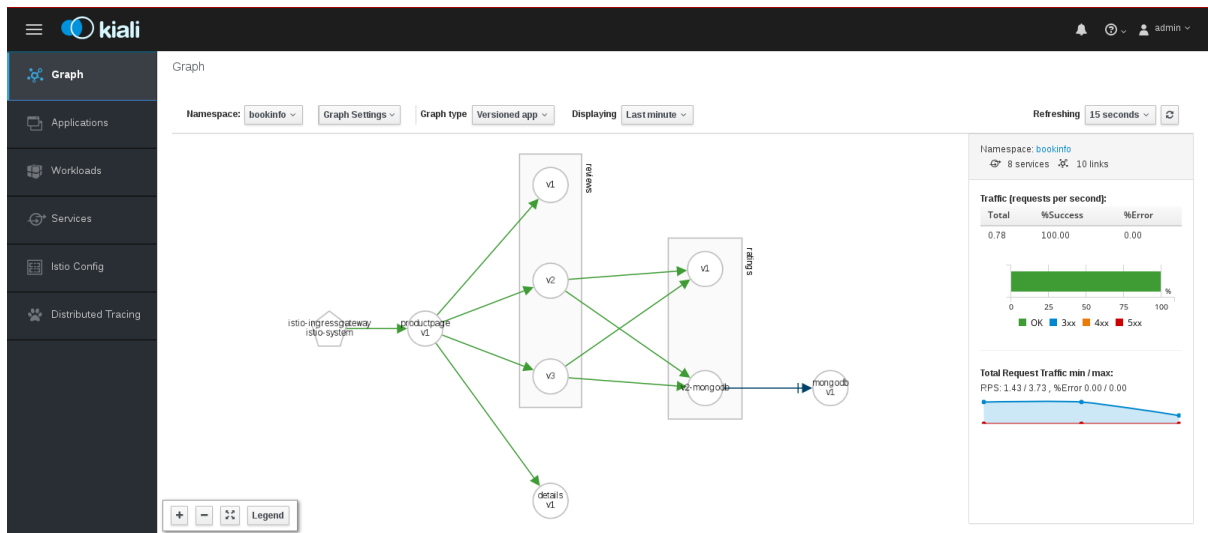 kiali
admin
Graph
Applications
Workloads
Services
Istio Config
Distributed Tracing
Graph
Namespace: bookinfo Graph Settings Graph type Versioned app Displaying Last minute Refreshing 15 seconds
reviews
v1
v2
v3
ratings
v1
v2-mongodb
istio-ingressgateway
istio-system
productpage
v1
mongodb
v1
details
v1
+ − Legend
Namespace: bookinfo
8 services 10 links
Traffic (requests per second):
Total %Success %Error
0.78 100.00 0.00
%
0 25 50 75 100
OK 3xx 4xx 5xx
Total Request Traffic min / max:
RPS: 1.43 / 3.73 , %Error 0.00 / 0.00